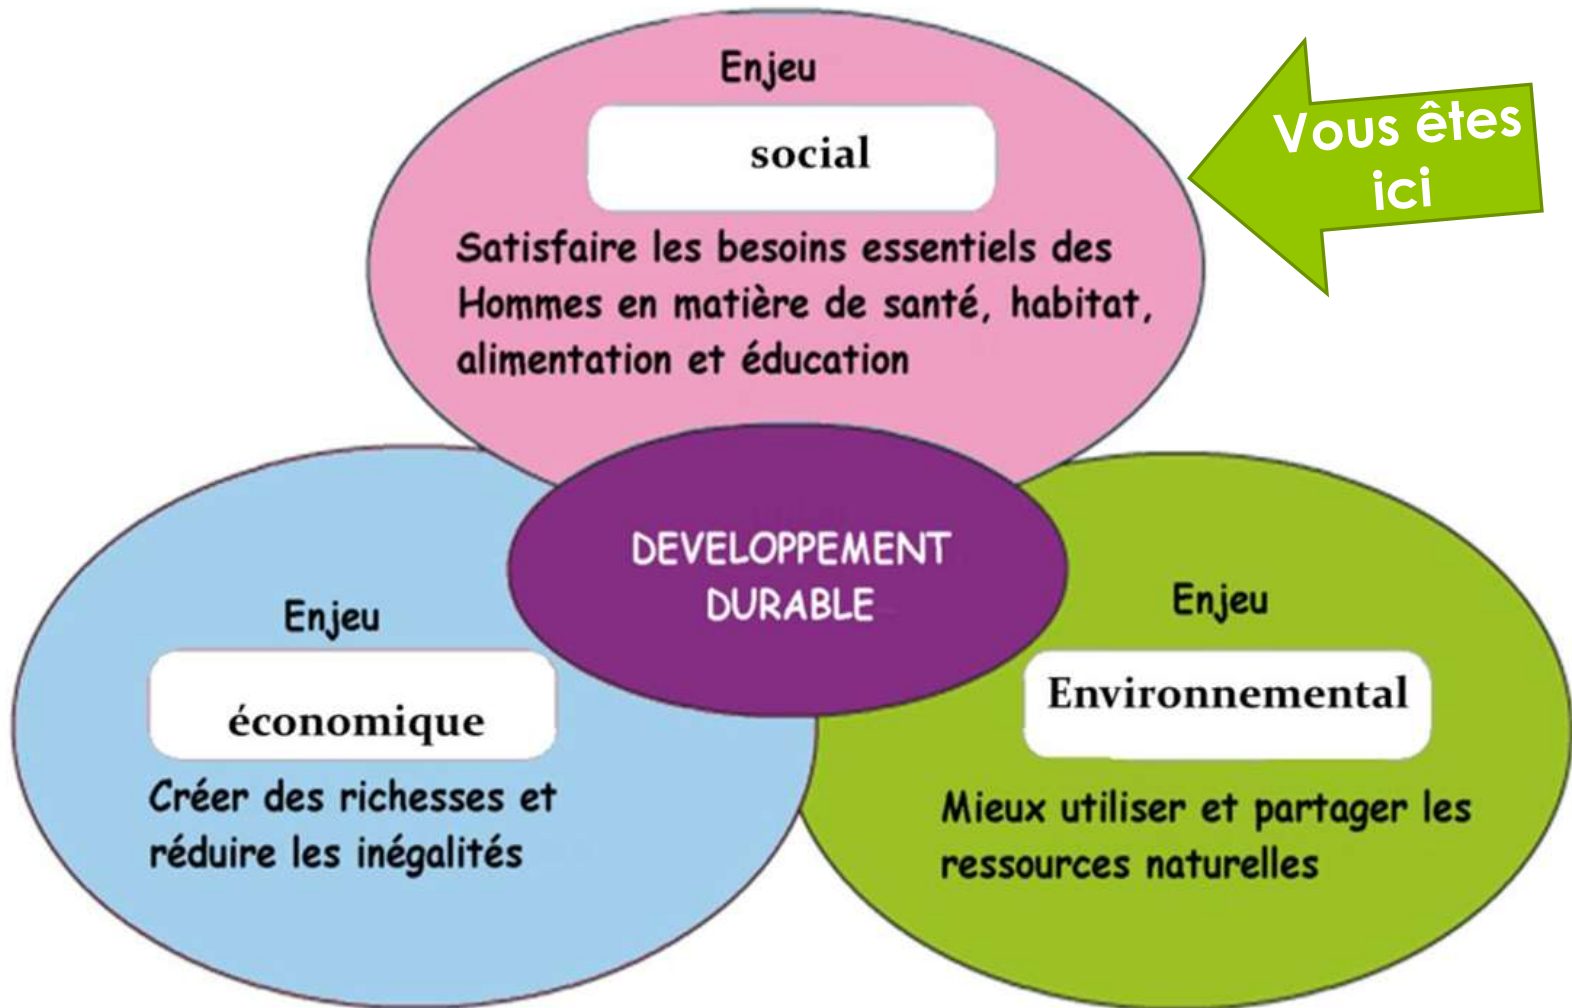 Enjeu
social
Satisfaire les besoins essentiels des
Hommes en matière de santé, habitat,
alimentation et éducation
Vous êtes
ici
DEVELOPPEMENT
DURABLE
Enjeu
économique
Créer des richesses et
réduire les inégalités
Enjeu
Environnemental
Mieux utiliser et partager les
ressources naturelles